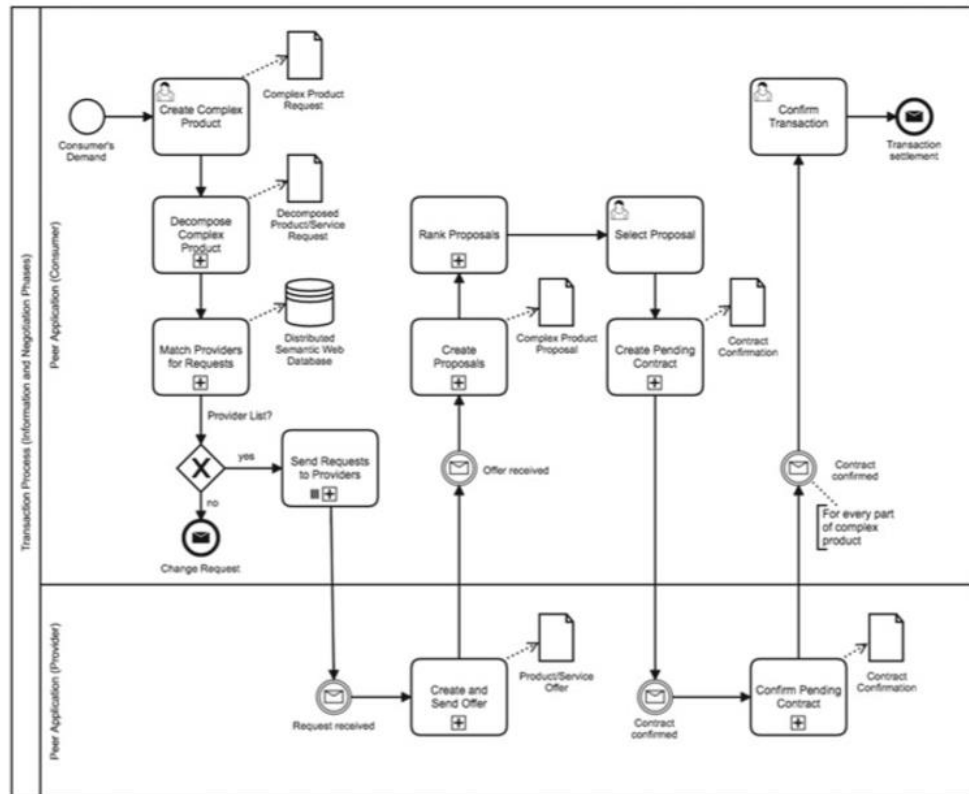 Transaction Process (Information and Negotiation Phases)
Peer Application (Consumer)
Consumer's
Demand
Create Complex
Product
Complex Product
Request
Decompose
Complex
Product
Decomposed
Product/Service
Request
Match Providers
for Requests
Distributed
Semantic Web
Database
Provider List?
X
yes
no
Change Request
Send Requests
to Providers
Rank Proposals
Create
Proposals
Complex Product
Proposal
Offer received
Select Proposal
Create Pending
Contract
Contract
Confirmation
Confirm
Transaction
Transaction
settlement
Contract
confirmed
For every part
of complex
product
Peer Application (Provider)
Request received
Create and
Send Offer
Product/Service
Offer
Contract
confirmed
Confirm Pending
Contract
Contract
Confirmation